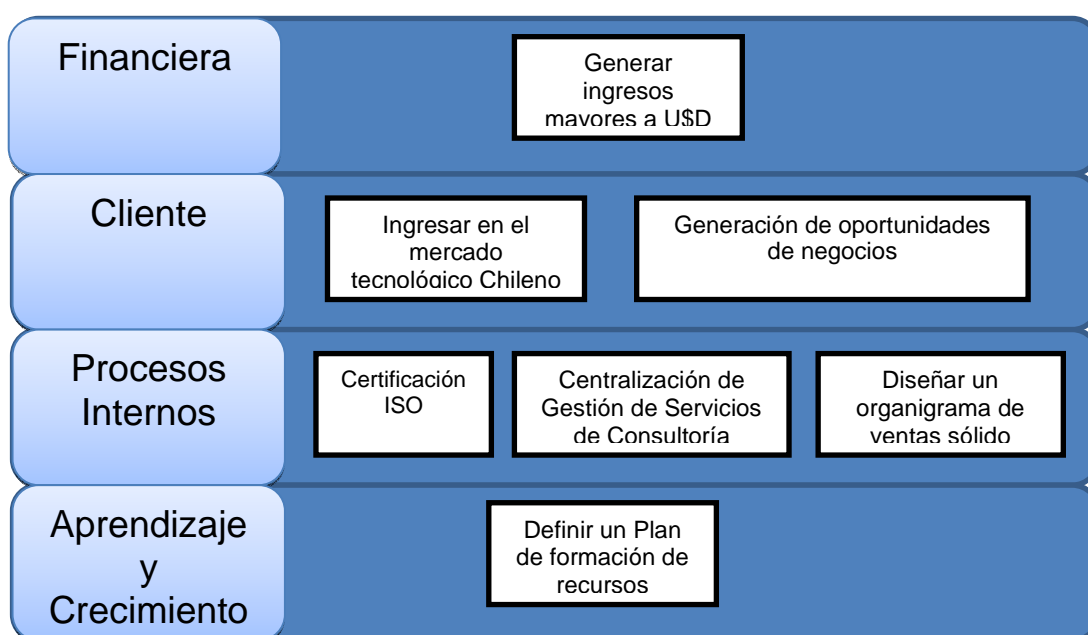 Financiera
Generar
ingresos
mayores a U$D
Cliente
Ingresar en el
mercado
tecnológico Chileno
Generación de oportunidades
de negocios
Procesos
Internos
Certificación
ISO
Centralización de
Gestión de Servicios
de Consultoría
Diseñar un
organigrama de
ventas sólido
Aprendizaje
y
Crecimiento
Definir un Plan
de formación de
recursos